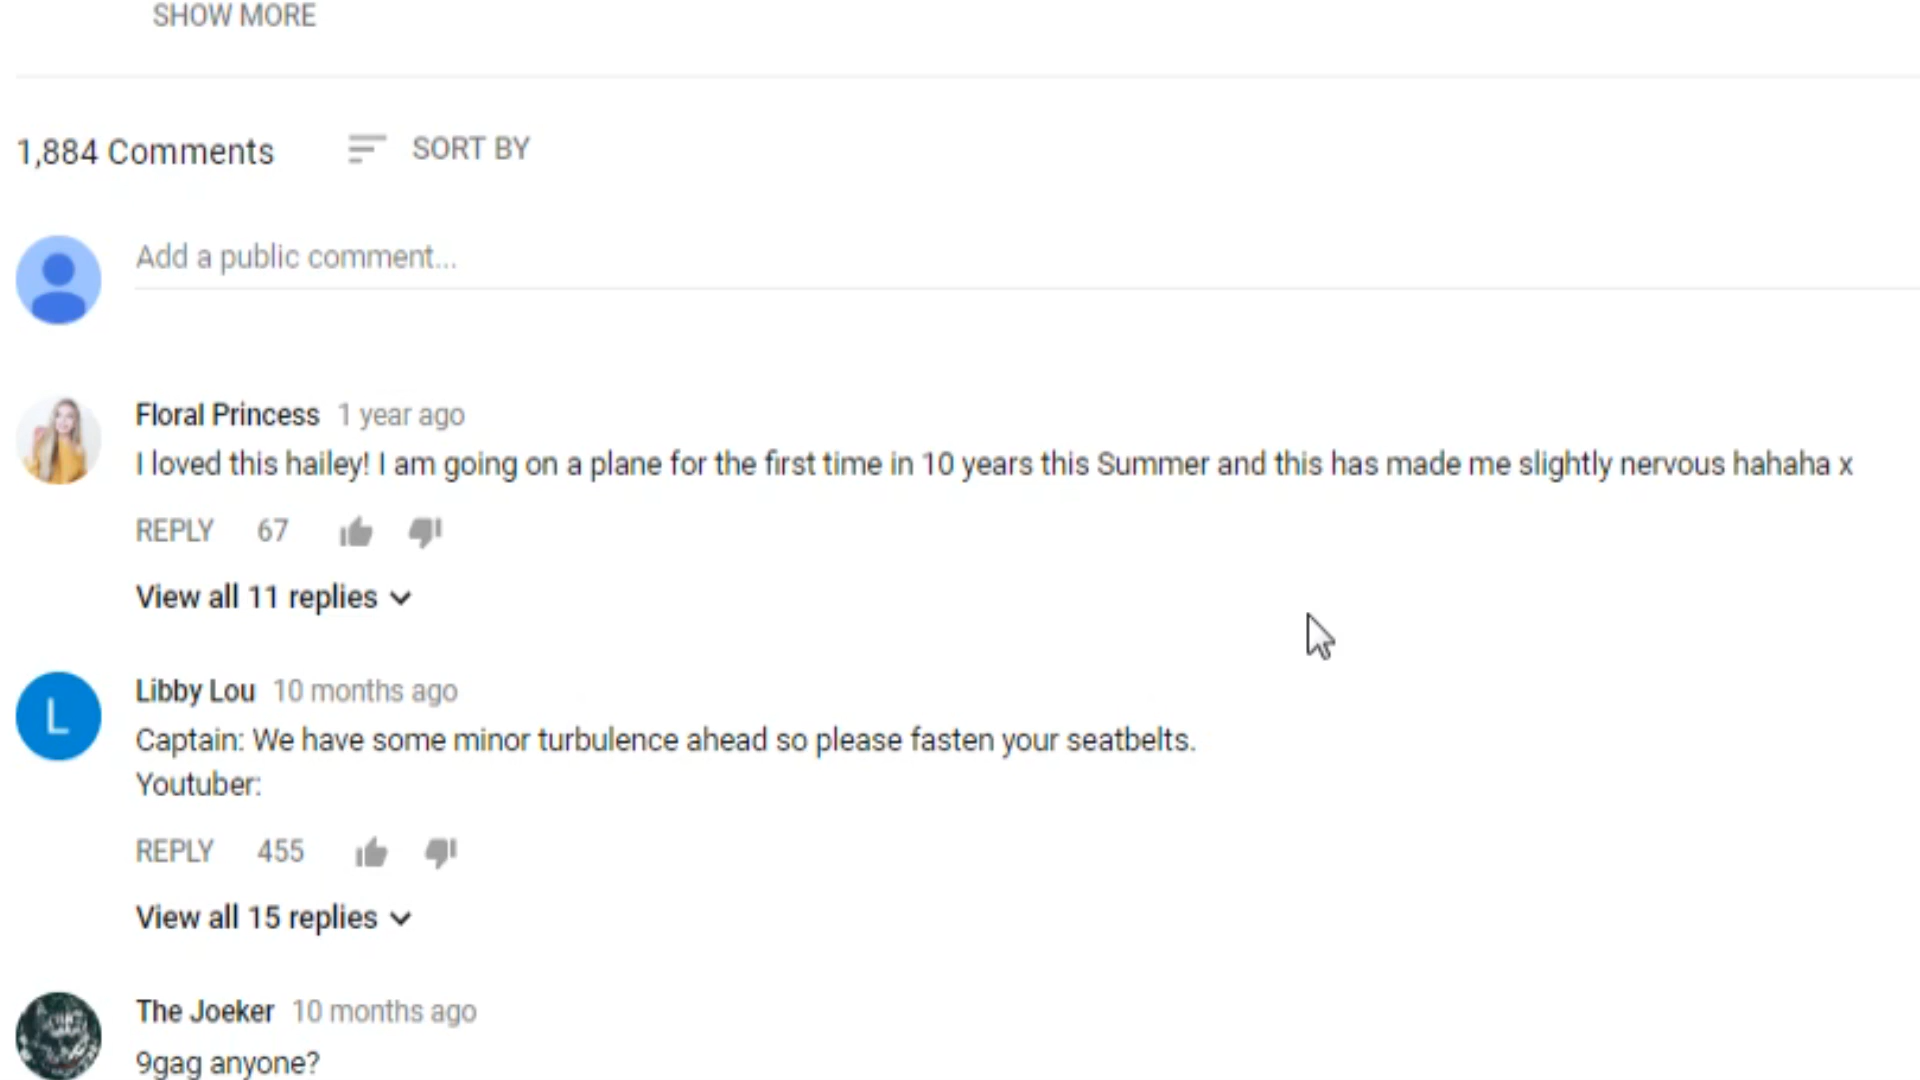 SHOW MORE
1,884 Comments SORT BY
Add a public comment...
Floral Princess 1 year ago
I loved this hailey! I am going on a plane for the first time in 10 years this Summer and this has made me slightly nervous hahaha x
REPLY 67
View all 11 replies
L
Libby Lou 10 months ago
Captain: We have some minor turbulence ahead so please fasten your seatbelts.
Youtuber:
REPLY 455
View all 15 replies
The Joeker 10 months ago
9gag anyone?